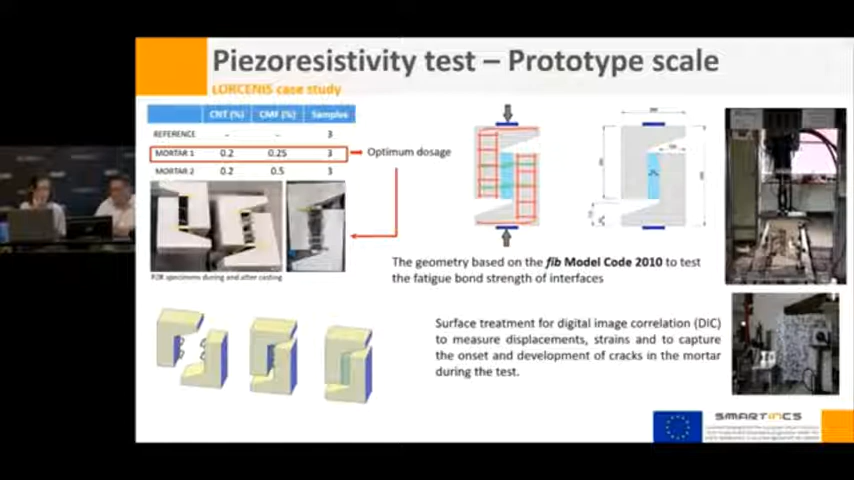 Piezoresistivity test – Prototype scale
LORCENIS case study
CNT (%) CMF (%) Samples
REFERENCE - - 3
MORTAR 1 0.2 0.25 3
Optimum dosage
MORTAR 2 0.2 0.5 3
specimens during and after casting
The geometry based on the fib Model Code 2010 to test
the fatigue bond strength of interfaces
Surface treatment for digital image correlation (DIC)
to measure displacements, strains and to capture
the onset and development of cracks in the mortar
during the test.
SMARTINCS